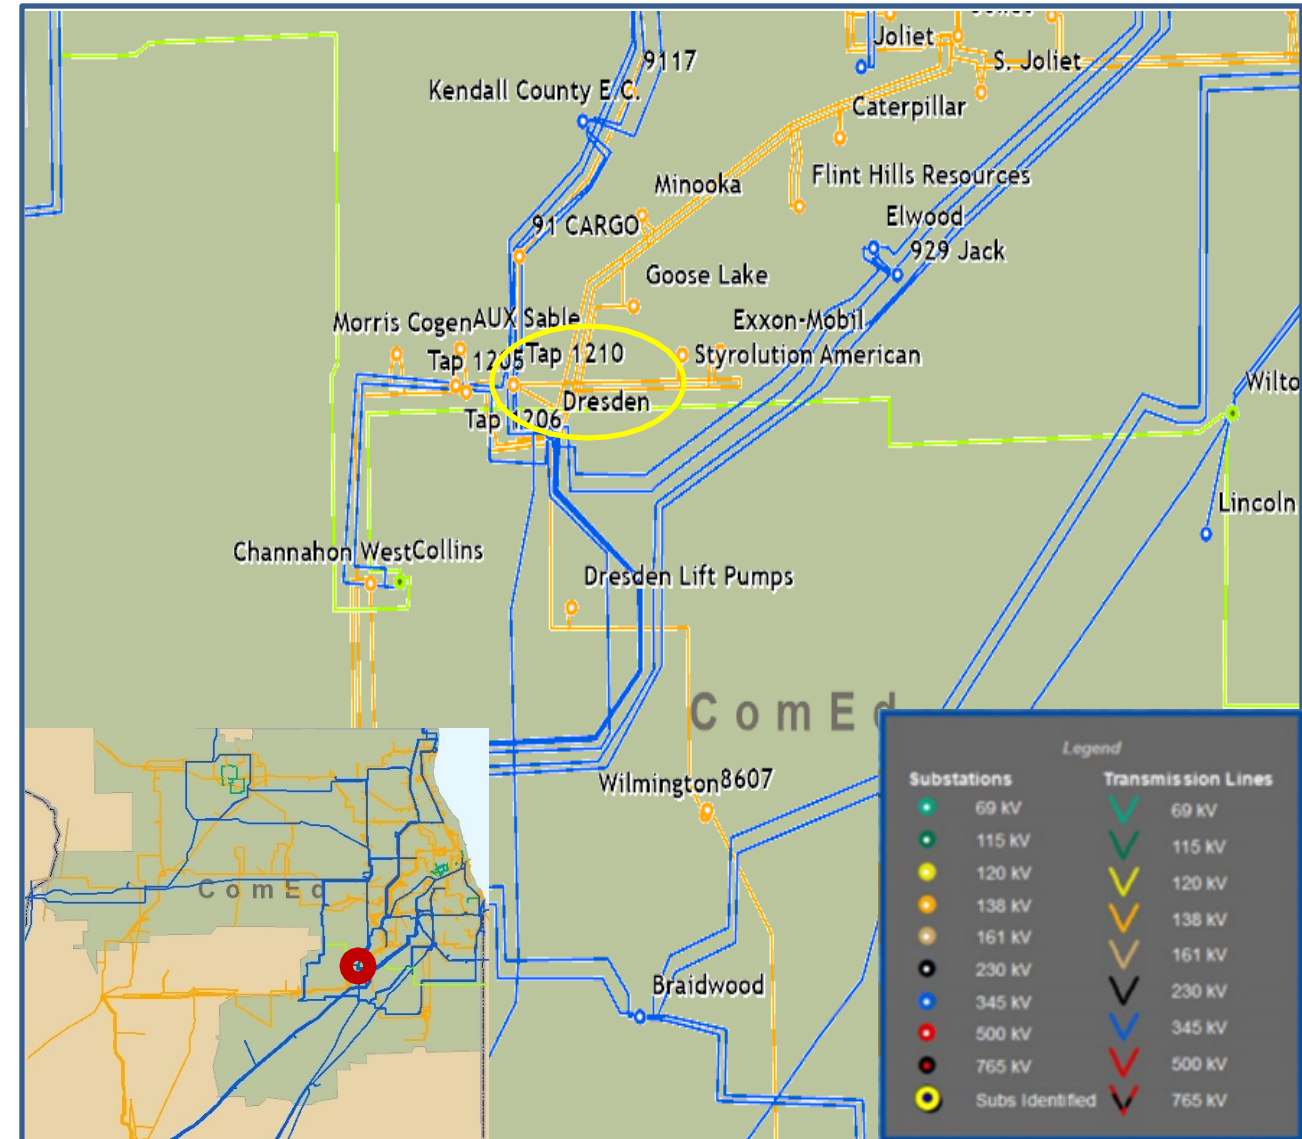 Joliet
S. Joliet
9117
Kendall County E.C.
Caterpillar
Minooka
Flint Hills Resources
91 CARGO
Elwood
929 Jack
Goose Lake
Morris Cogen
AUX Sable
Exxon-Mobil
Tap 1205
Tap 1210
Styrolution American
Wilto
Dresden
Tap 1206
Lincoln
Channahon West
Collins
Dresden Lift Pumps
ComEd
Wilmington
8607
Braidwood
ComEd
Legend
Substations Transmission Lines
69 kV 69 kV
115 kV 115 kV
120 kV 120 kV
138 kV 138 kV
161 kV 161 kV
230 kV 230 kV
345 kV 345 kV
500 kV 500 kV
765 kV 765 kV
Subs Identified